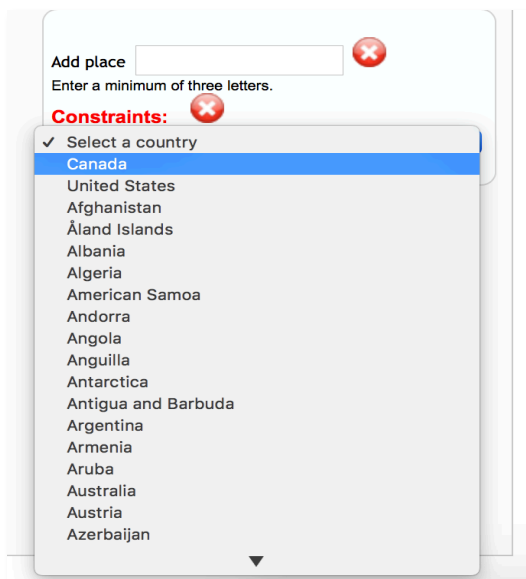 Add place
Enter a minimum of three letters.
Constraints:
Select a country
Canada
United States
Afghanistan
Åland Islands
Albania
Algeria
American Samoa
Andorra
Angola
Anguilla
Antarctica
Antigua and Barbuda
Argentina
Armenia
Aruba
Australia
Austria
Azerbaijan